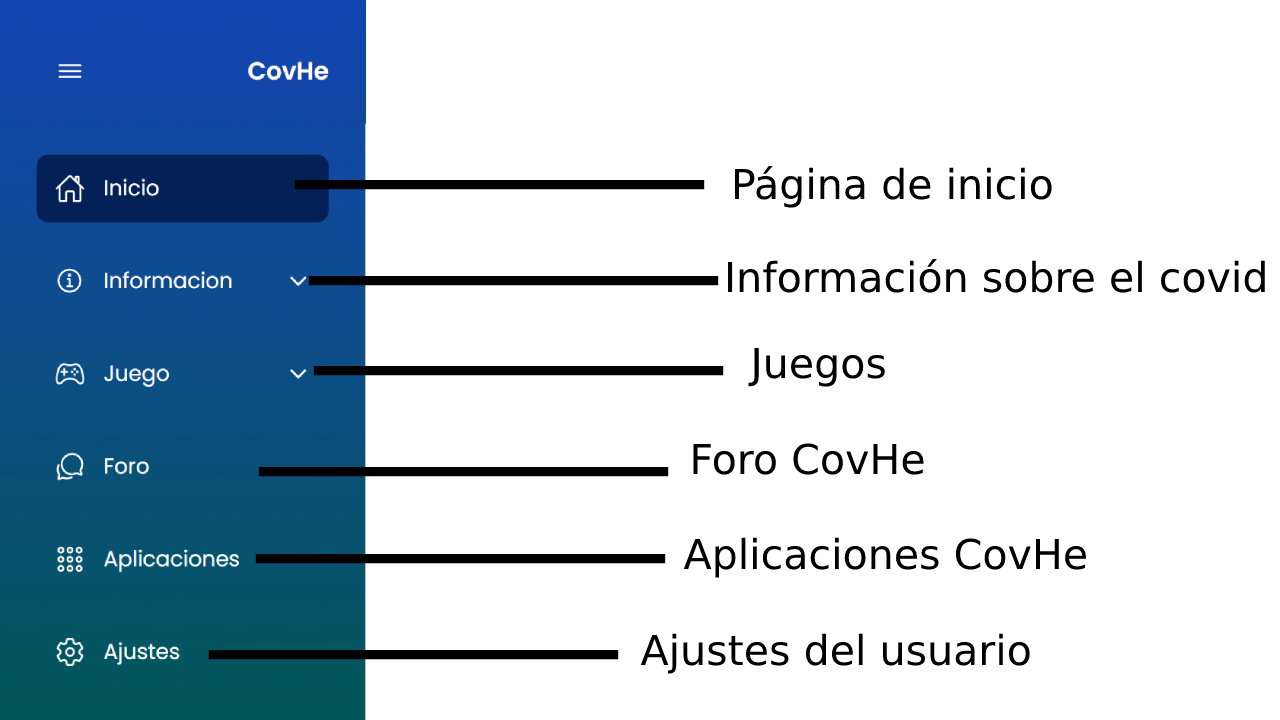 CovHe
Inicio
Página de inicio
Informacion
Información sobre el covid
Juego
Juegos
Foro
Foro CovHe
Aplicaciones
Aplicaciones CovHe
Ajustes
Ajustes del usuario